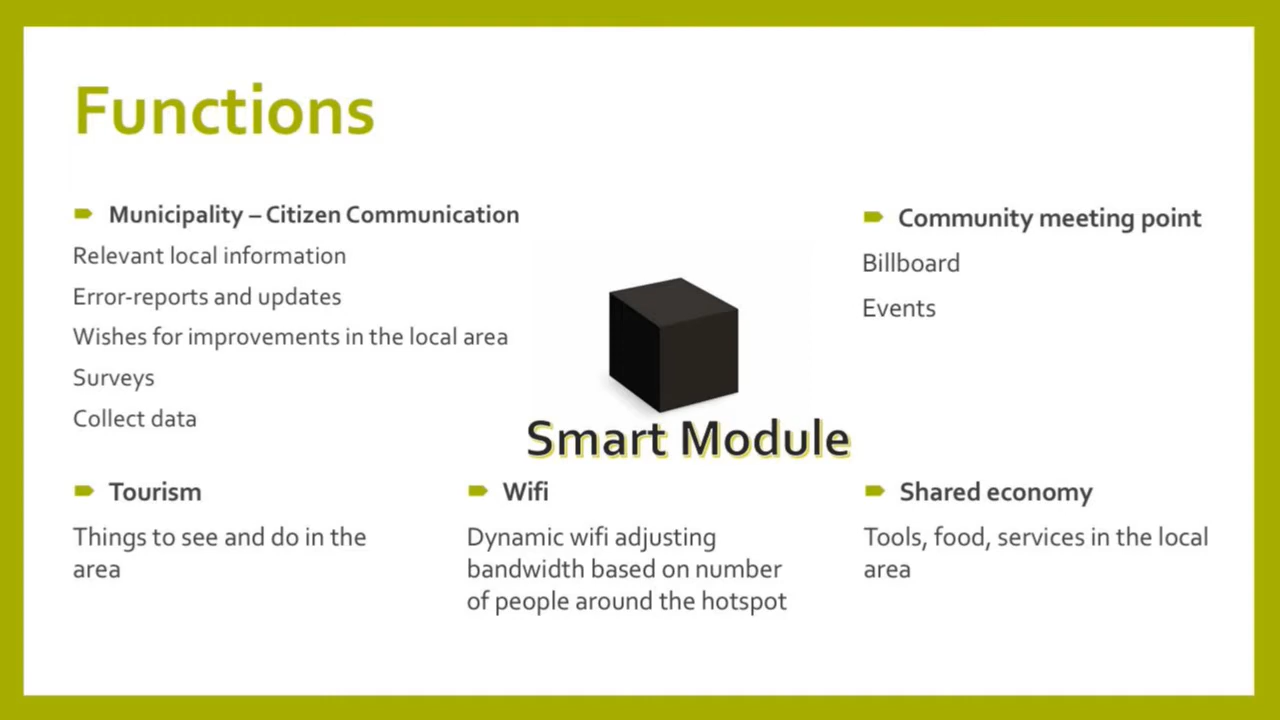 Functions
Municipality – Citizen Communication
Relevant local information
Error-reports and updates
Wishes for improvements in the local area
Surveys
Collect data
Community meeting point
Billboard
Events
Smart Module
Tourism
Things to see and do in the
area
Wifi
Dynamic wifi adjusting
bandwidth based on number
of people around the hotspot
Shared economy
Tools, food, services in the local
area